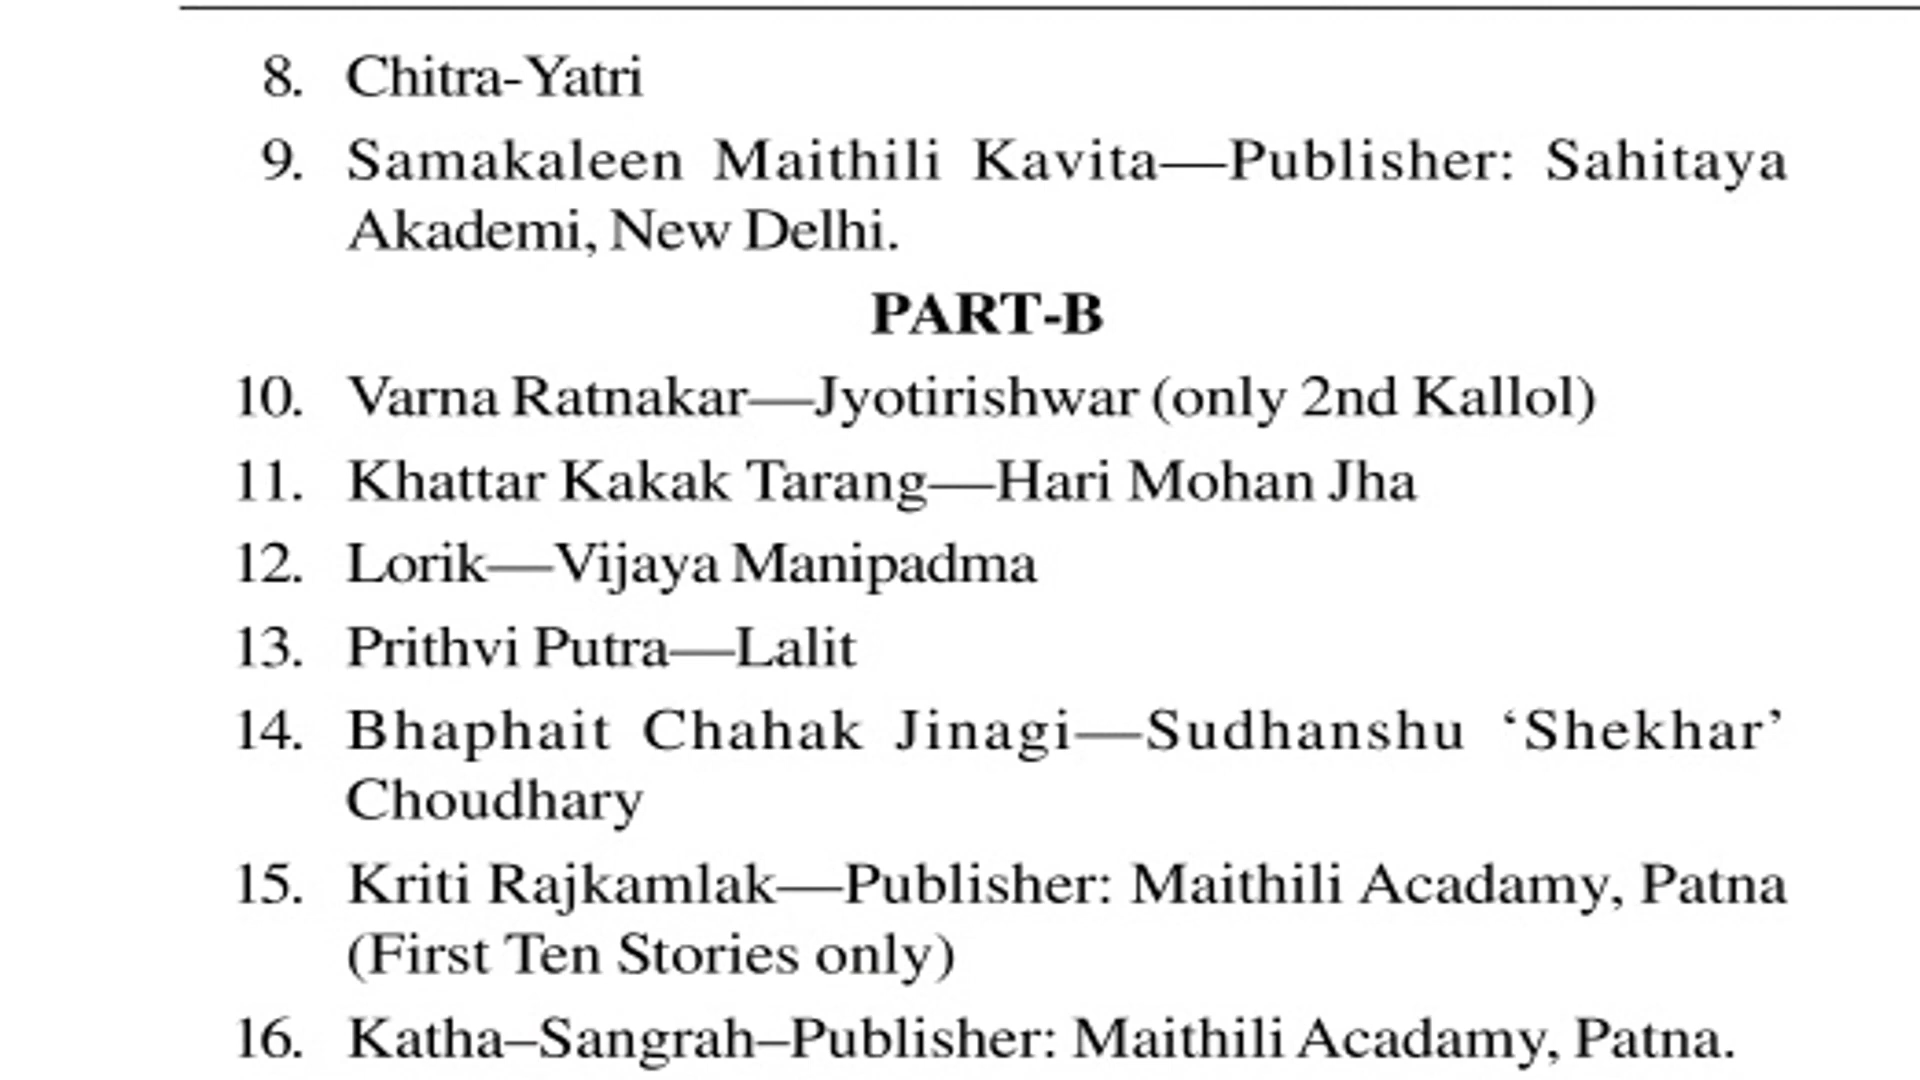 8. Chitra-Yatri
9. Samakaleen Maithili Kavita—Publisher: Sahitaya
Akademi, New Delhi.
PART-B
10. Varna Ratnakar—Jyotirishwar (only 2nd Kallol)
11. Khattar Kakak Tarang—Hari Mohan Jha
12. Lorik—Vijaya Manipadma
13. Prithvi Putra—Lalit
14. Bhaphait Chahak Jinagi—Sudhanshu ‘Shekhar’
Choudhary
15. Kriti Rajkamlak—Publisher: Maithili Acadamy, Patna
(First Ten Stories only)
16. Katha–Sangrah–Publisher: Maithili Acadamy, Patna.